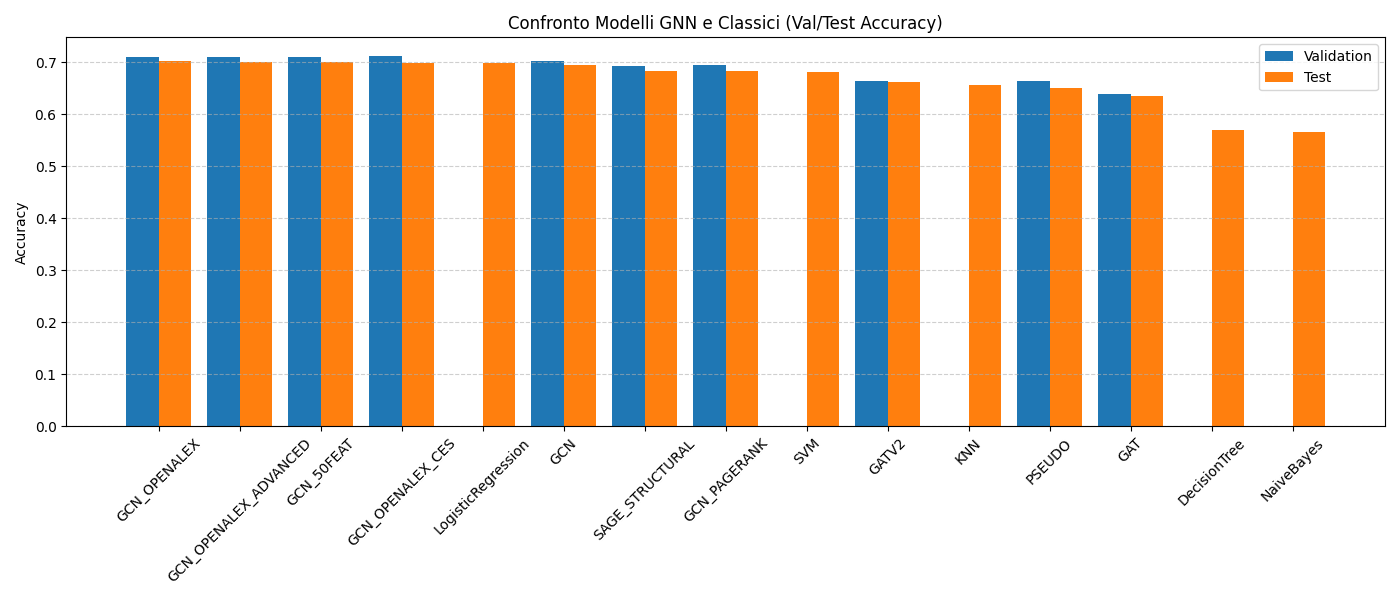 Confronto Modelli GNN e Classici (Val/Test Accuracy)
Validation
Test
Accuracy
0.7
0.6
0.5
0.4
0.3
0.2
0.1
0.0
GCN_OPENALEX
GCN_OPENALEX_ADVANCED
GCN_50FEAT
GCN_OPENALEX_CES
LogisticRegression
GCN
SAGE_STRUCTURAL
GCN_PAGERANK
SVM
GATV2
KNN
PSEUDO
GAT
DecisionTree
NaiveBayes